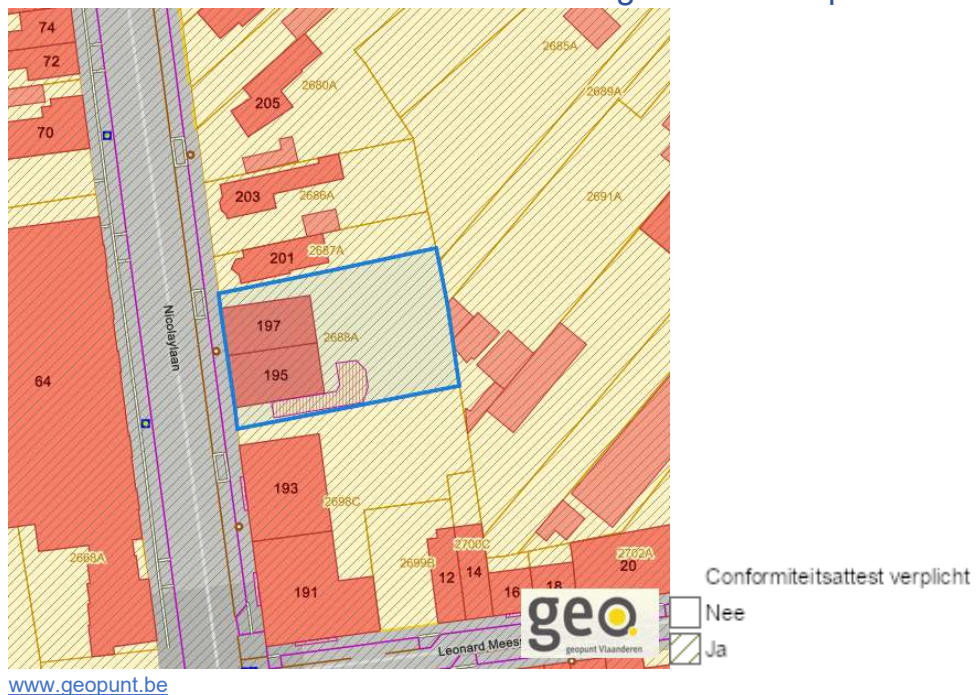 74
72
70
2685A
2680A
2689A
205
203
2686A
2691A
201
2687A
Nicolaylaan
197
2688A
195
64
193
2698C
2668A
2699B
2700C
2702A
12
14
16
18
20
191
Leonard Meess
geo.
geopunt Vlaanderen
Conformiteitsattest verplicht
Nee
Ja
www.geopunt.be